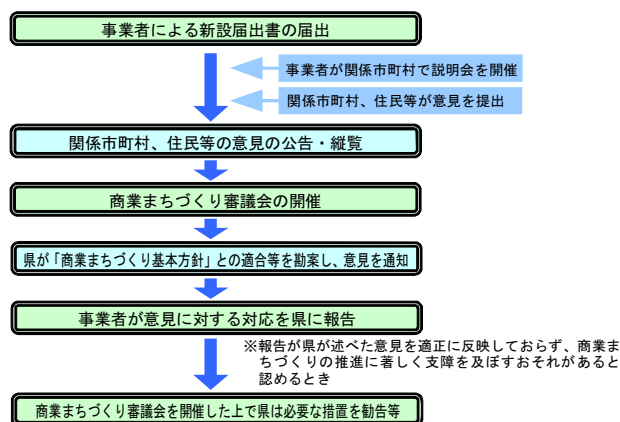 事業者による新設届出書の届出
事業者が関係市町村で説明会を開催
関係市町村、住民等が意見を提出
関係市町村、住民等の意見の公告・縦覧
商業まちづくり審議会の開催
県が「商業まちづくり基本方針」との適合等を勘案し、意見を通知
事業者が意見に対する対応を県に報告
※報告が県が述べた意見を適正に反映しておらず、商業ま
ちづくりの推進に著しく支障を及ぼすおそれがあると
認めるとき
商業まちづくり審議会を開催した上で県は必要な措置を勧告等